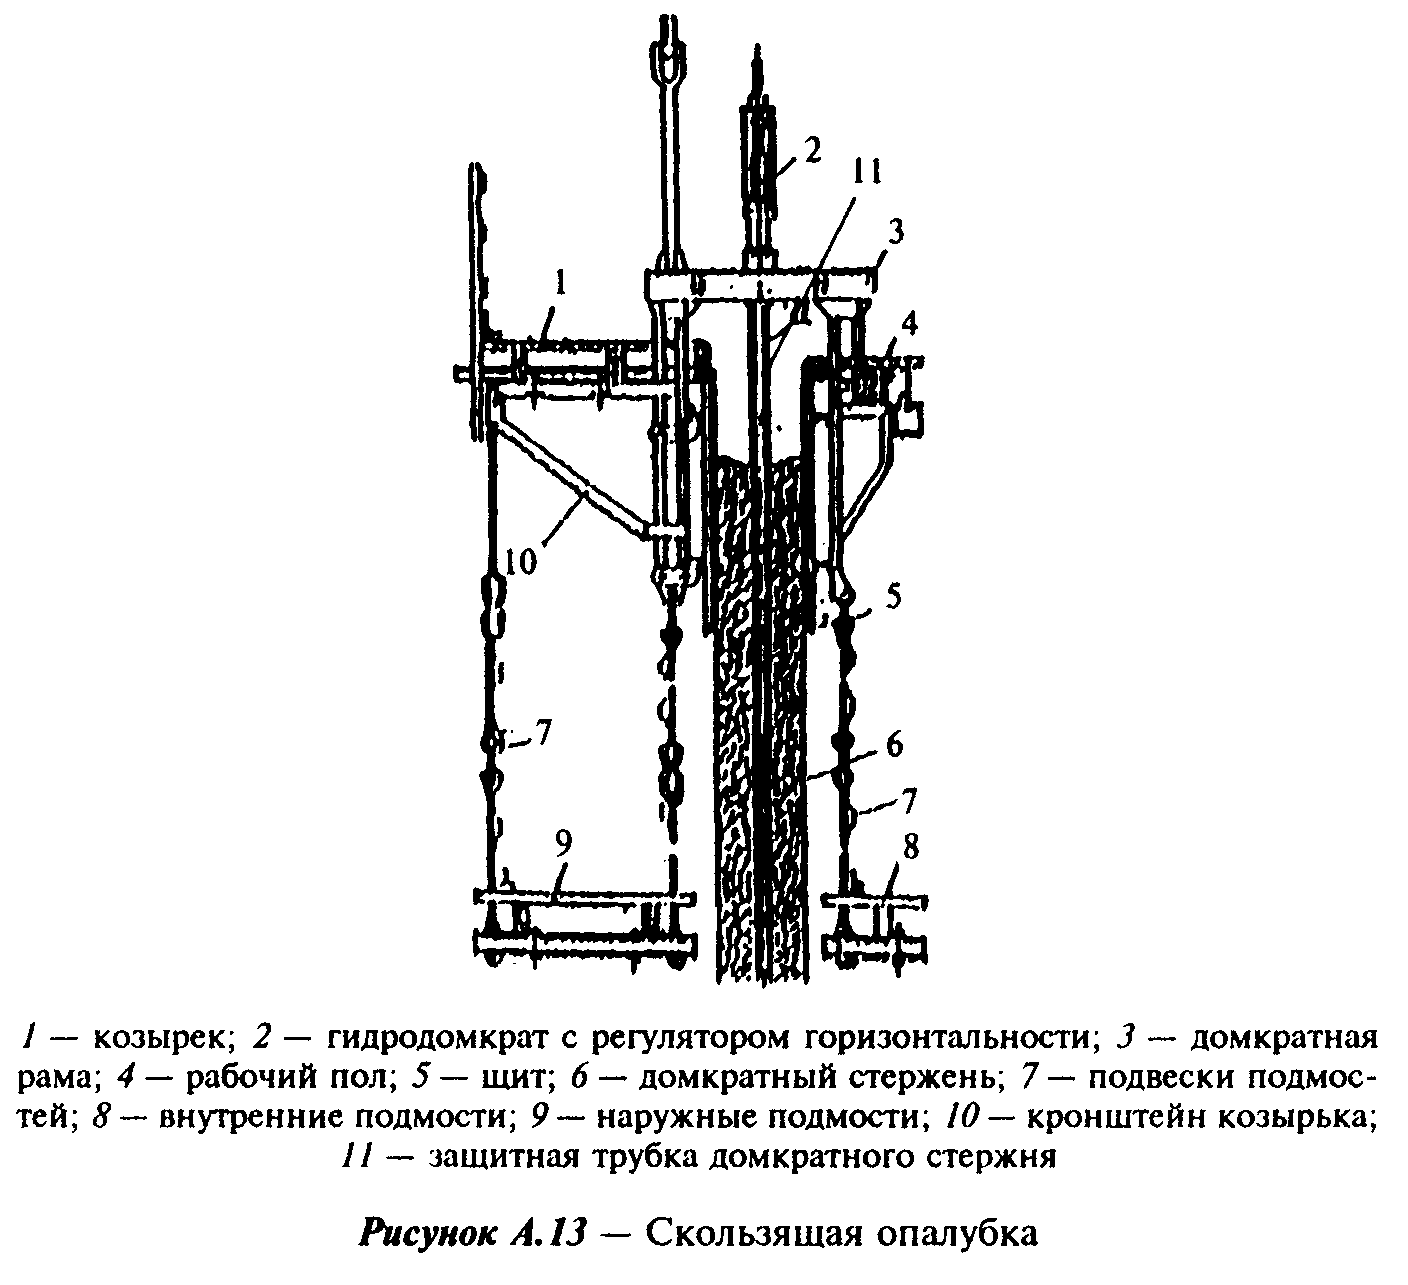 2
11
3
1
4
10
5
7
6
7
9
8
1 — козырек; 2 — гидродомкрат с регулятором горизонтальности; 3 — домкратная
рама; 4 — рабочий пол; 5 — щит; 6 — домкратный стержень; 7 — подвески подмос-
тей; 8 — внутренние подмости; 9 — наружные подмости; 10 — кронштейн козырька;
11 — защитная трубка домкратного стержня
Рисунок А.13 — Скользящая опалубка